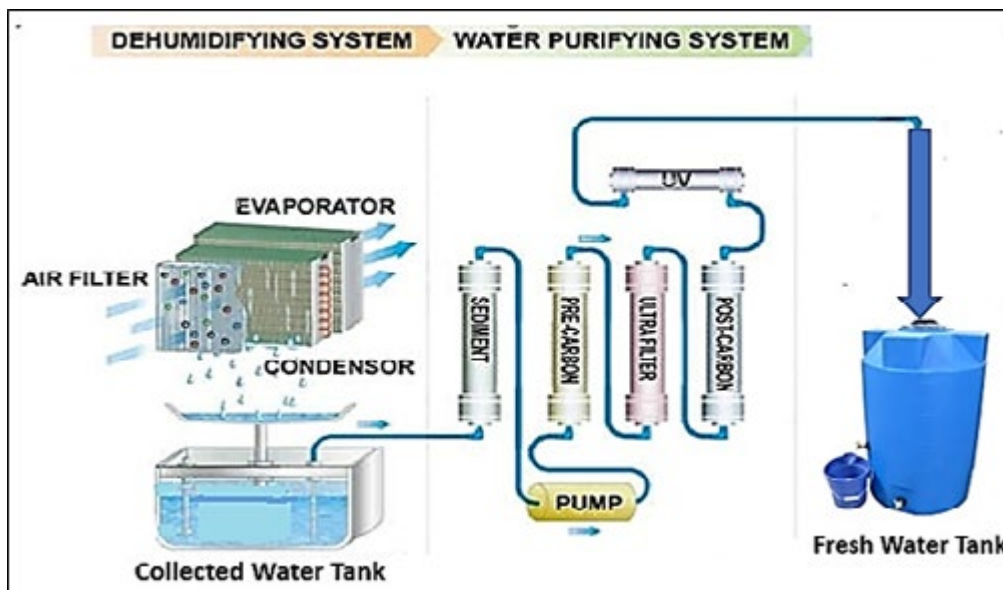 DEHUMIDIFYING SYSTEM
WATER PURIFYING SYSTEM
EVAPORATOR
AIR FILTER
CONDENSOR
Collected Water Tank
SEDIMENT
PRE-CARBON
ULTRA FILTER
POST-CARBON
UV
PUMP
Fresh Water Tank